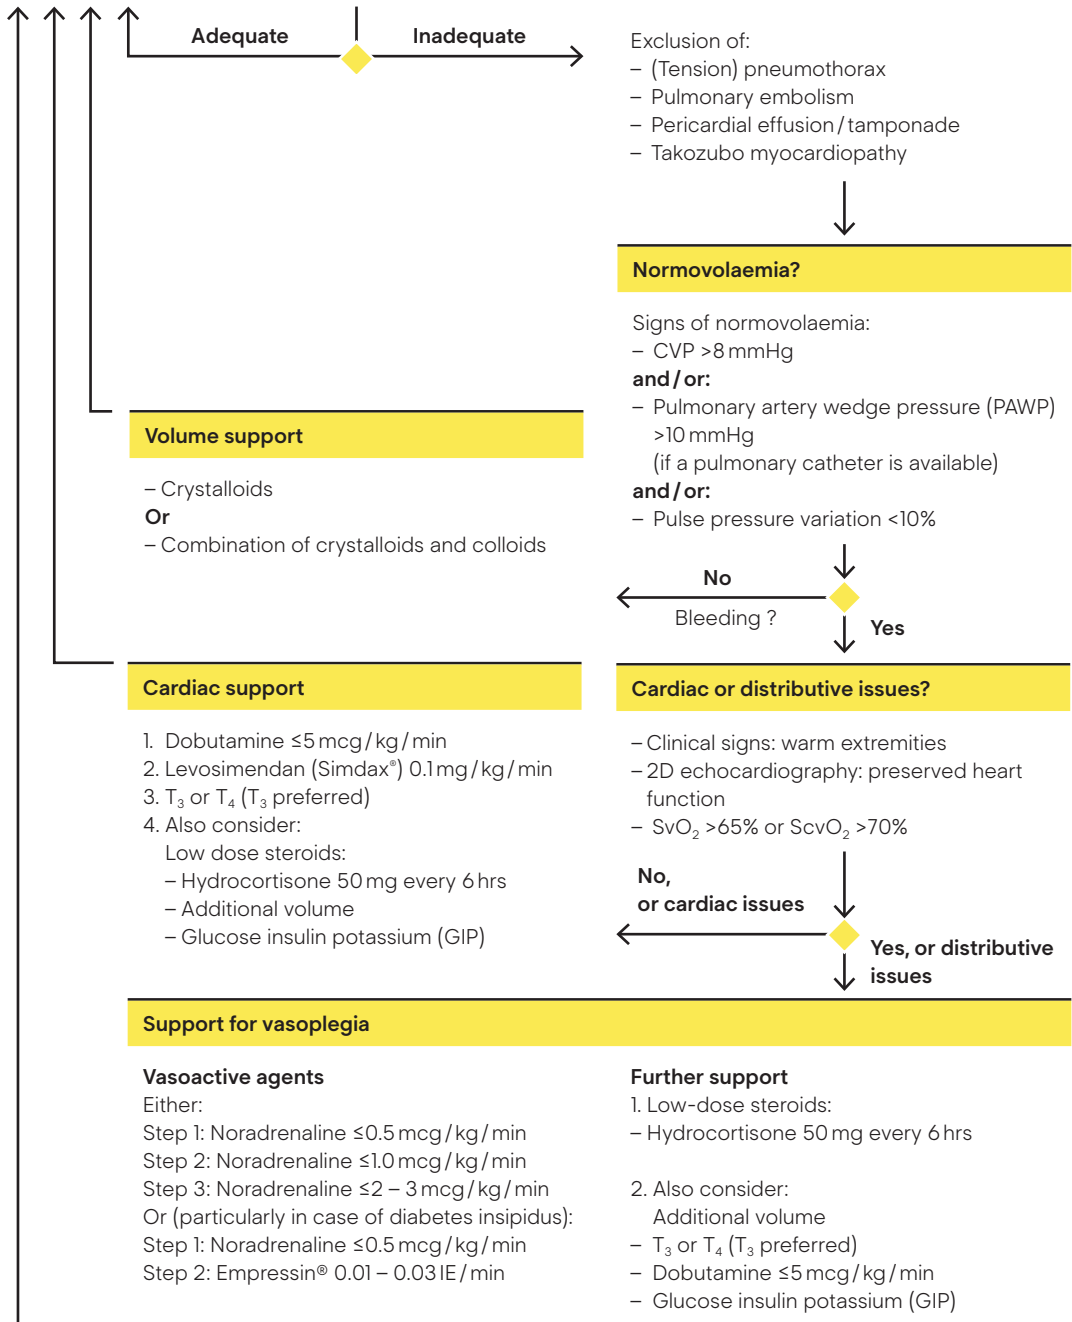 Adequate
Inadequate
Exclusion of:
– (Tension) pneumothorax
– Pulmonary embolism
– Pericardial effusion / tamponade
– Takozubo myocardiopathy
Normovolaemia?
Signs of normovolaemia:
– CVP >8 mmHg
and / or:
– Pulmonary artery wedge pressure (PAWP)
>10 mmHg
(if a pulmonary catheter is available)
and / or:
– Pulse pressure variation <10%
Volume support
– Crystalloids
Or
– Combination of crystalloids and colloids
No
Bleeding ?
Yes
Cardiac support
1. Dobutamine ≤5 mcg / kg / min
2. Levosimendan (Simdax®) 0.1 mg / kg / min
3. T₃ or T₄ (T₃ preferred)
4. Also consider:
Low dose steroids:
– Hydrocortisone 50 mg every 6 hrs
– Additional volume
– Glucose insulin potassium (GIP)
Cardiac or distributive issues?
– Clinical signs: warm extremities
– 2D echocardiography: preserved heart
function
– SvO₂ >65% or ScvO₂ >70%
No,
or cardiac issues
Yes, or distributive
issues
Support for vasoplegia
Vasoactive agents
Either:
Step 1: Noradrenaline ≤0.5 mcg / kg / min
Step 2: Noradrenaline ≤1.0 mcg / kg / min
Step 3: Noradrenaline ≤2 – 3 mcg / kg / min
Or (particularly in case of diabetes insipidus):
Step 1: Noradrenaline ≤0.5 mcg / kg / min
Step 2: Empressin® 0.01 – 0.03 IE / min
Further support
1. Low-dose steroids:
– Hydrocortisone 50 mg every 6 hrs
2. Also consider:
Additional volume
– T₃ or T₄ (T₃ preferred)
– Dobutamine ≤5 mcg / kg / min
– Glucose insulin potassium (GIP)